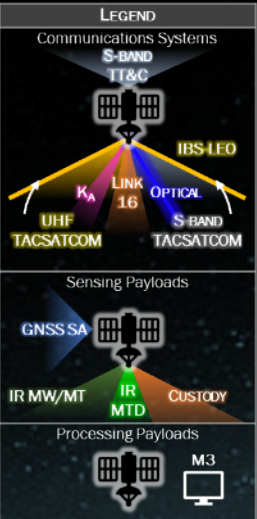 LEGEND
Communications Systems
S-BAND
TT&C
IBS-LEO
KA
LINK
16
OPTICAL
UHF
TACSATCOM
S-BAND
TACSATCOM
Sensing Payloads
GNSS SA
IR MW/MT
IR
MTD
CUSTODY
Processing Payloads
M3